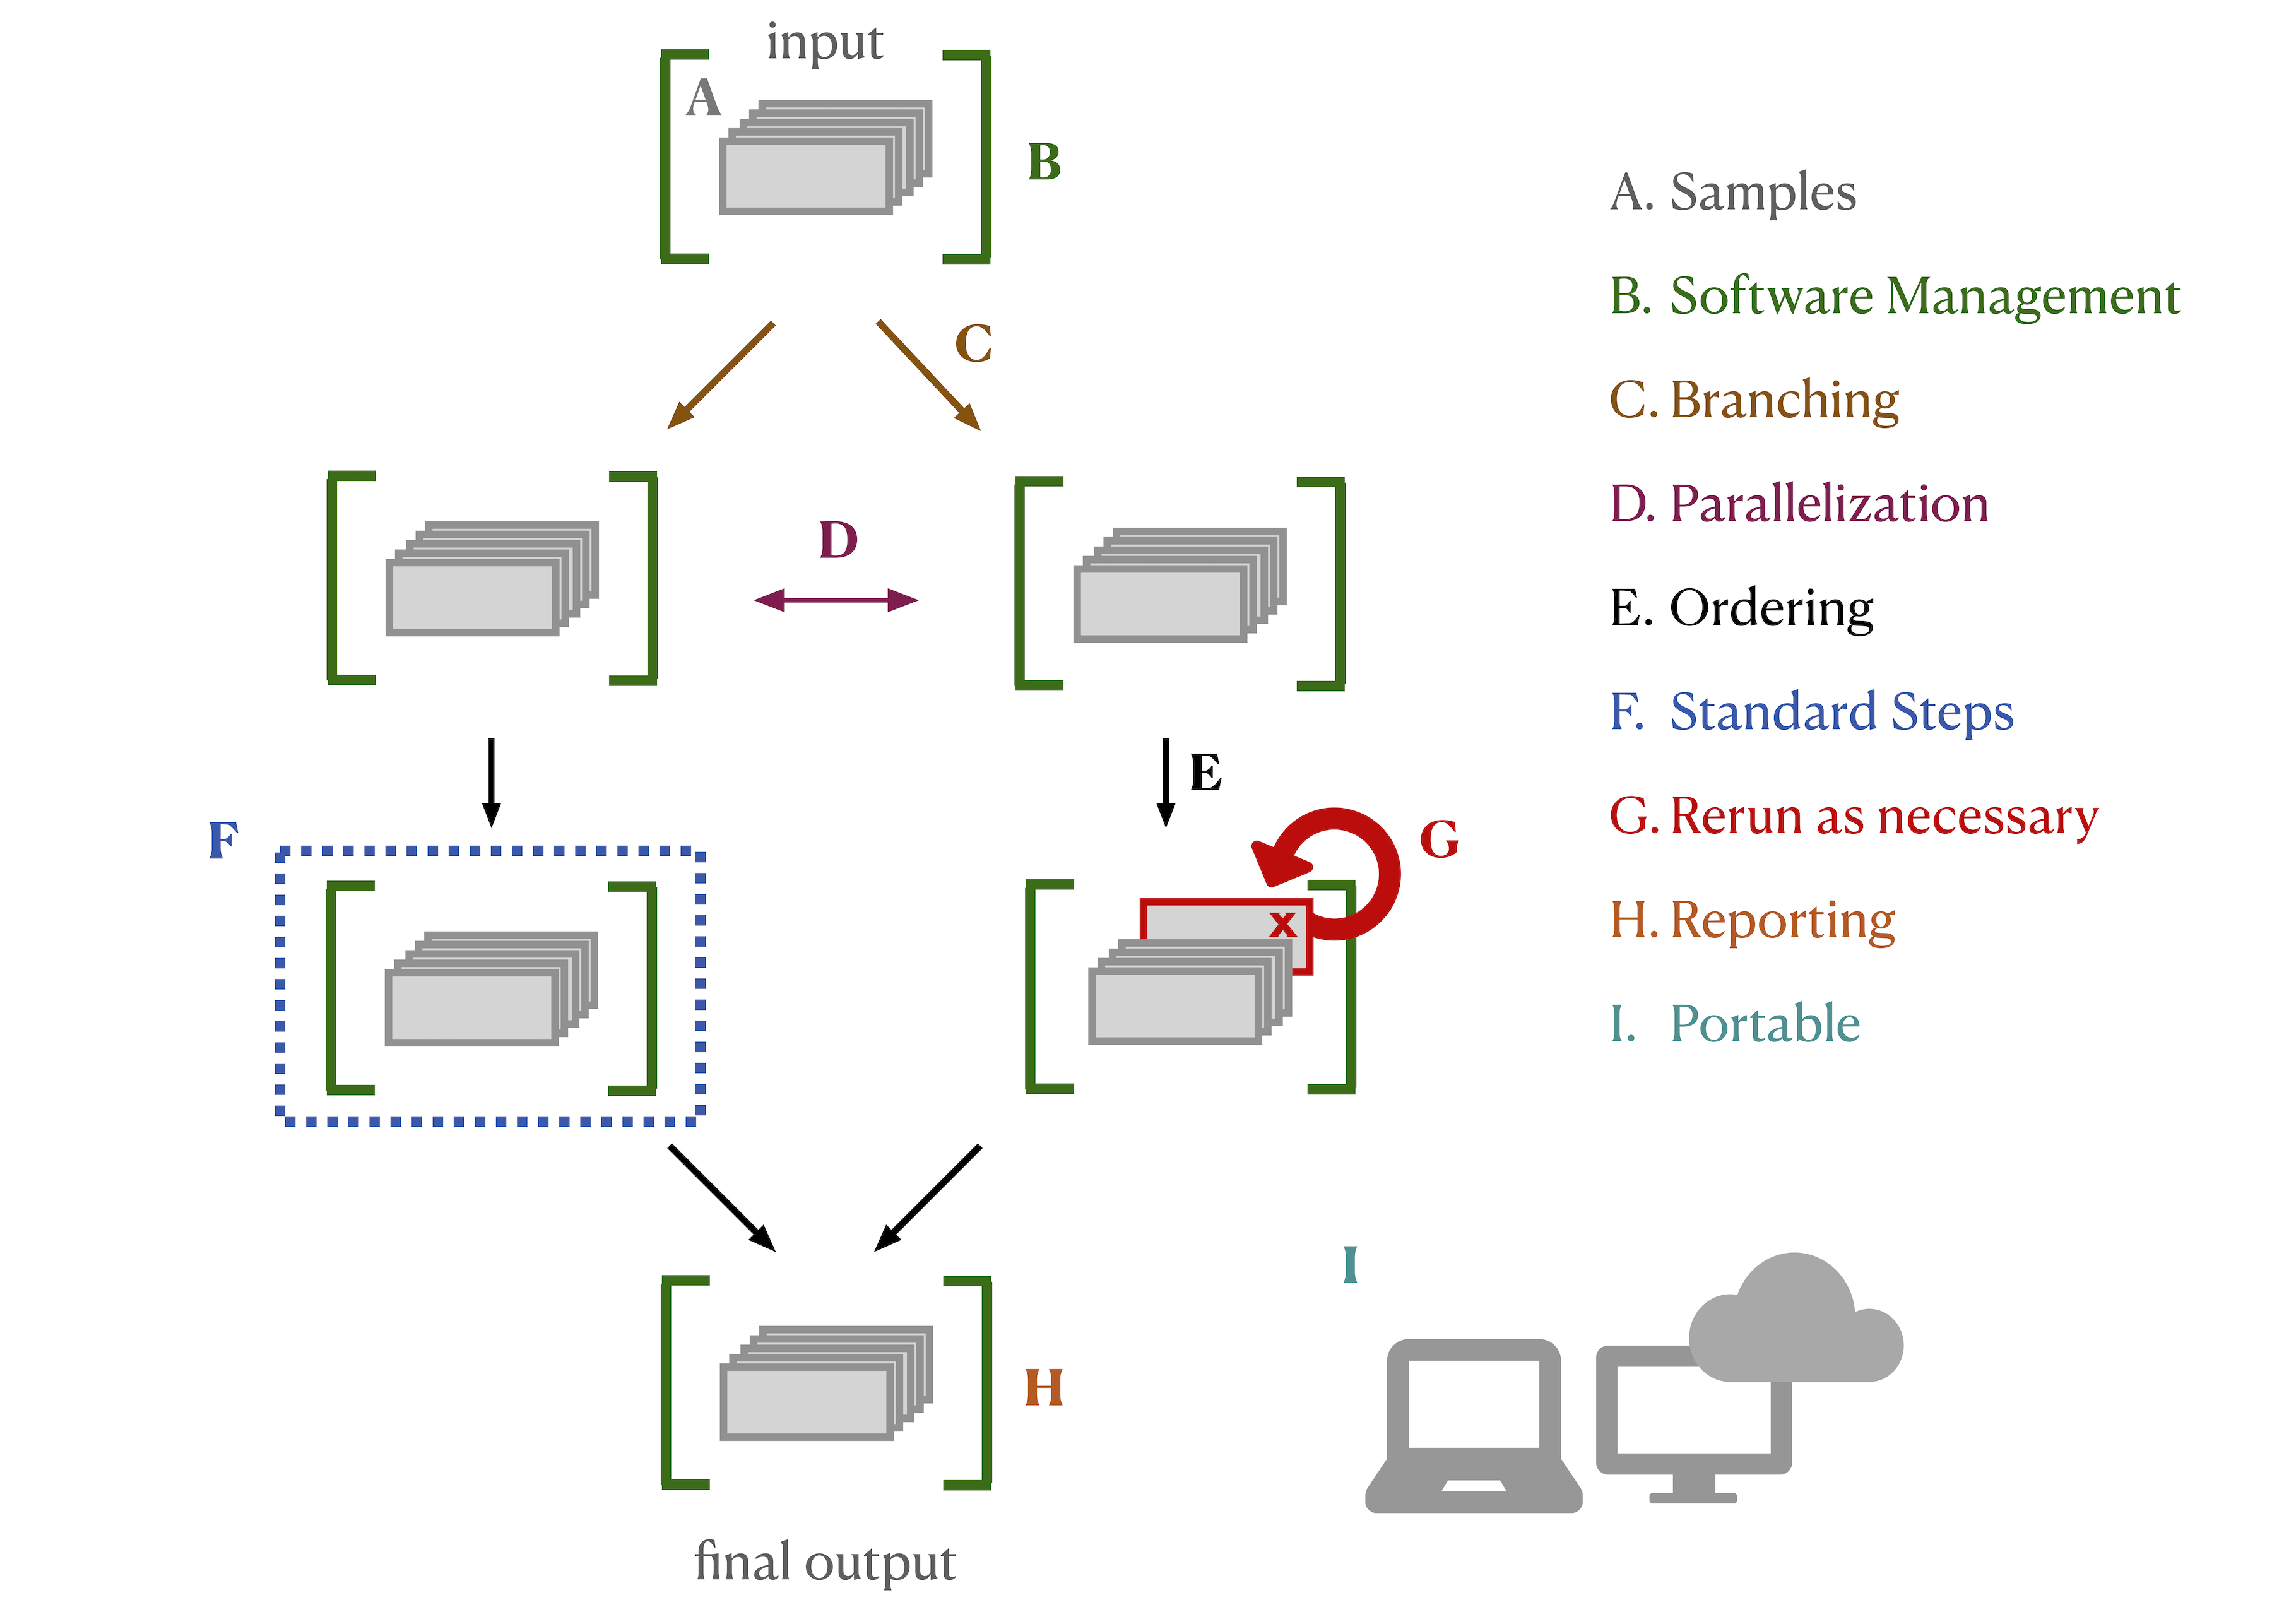 input
A
B
C
D
E
F
G
x
I
H
final output
A. Samples
B. Software Management
C. Branching
D. Parallelization
E. Ordering
F. Standard Steps
G. Rerun as necessary
H. Reporting
I. Portable